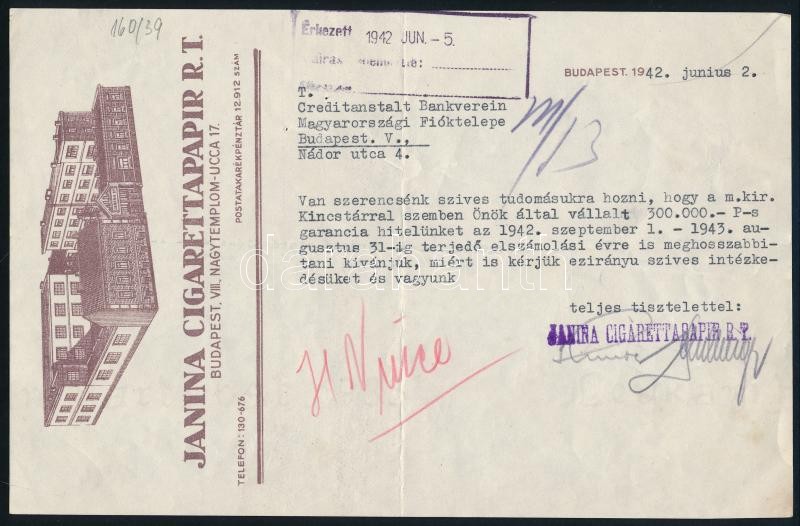 160/39
JANINA CIGARETTAPAPIR R.T.
BUDAPEST, VIII. NAGYTEMPLOM-UCCA 17.
TELEFON: 130-676
POSTATAKARÉKPÉNZTÁR 12.912 SZÁM
Érkezett 1942 JUN. - 5.
BUDAPEST. 1942. junius 2.
T.
Creditanstalt Bankverein
Magyarországi Fióktelepe
Budapest. V.,
Nádor utca 4.
Van szerencsénk szives tudomásukra hozni, hogy a m.kir.
Kincstárral szemben Önök által vállalt 300.000.- P-s
garancia hitelünket az 1942. szeptember 1. - 1943. au-
gusztus 31-ig terjedő elszámolási évre is meghosszabbi-
tani kivánjuk, miért is kérjük ezirányu szives intézke-
désüket és vagyunk
teljes tisztelettel:
JANINA CIGARETTAPAPIR R.T.
darabanth